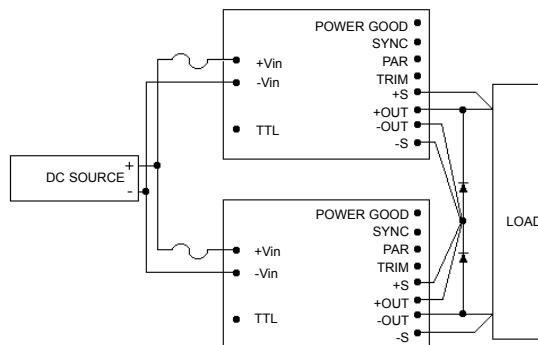 POWER GOOD
SYNC
PAR
TRIM
+S
+OUT
-OUT
-S
+Vin
-Vin
TTL
DC SOURCE
+
-
LOAD
POWER GOOD
SYNC
PAR
TRIM
+S
+OUT
-OUT
-S
+Vin
-Vin
TTL